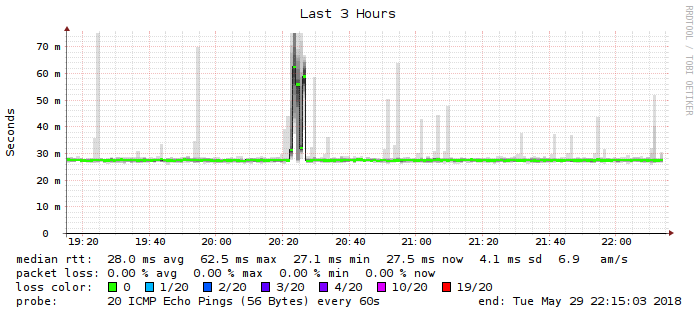 Last 3 Hours
RRDTOOL / TOBI OETIKER
Seconds
70 m
60 m
50 m
40 m
30 m
20 m
10 m
0
19:20 19:40 20:00 20:20 20:40 21:00 21:20 21:40 22:00
median rtt: 28.0 ms avg 62.5 ms max 27.1 ms min 27.5 ms now 4.1 ms sd 6.9 am/s
packet loss: 0.00 % avg 0.00 % max 0.00 % min 0.00 % now
loss color: 0 1/20 2/20 3/20 4/20 10/20 19/20
probe: 20 ICMP Echo Pings (56 Bytes) every 60s end: Tue May 29 22:15:03 2018